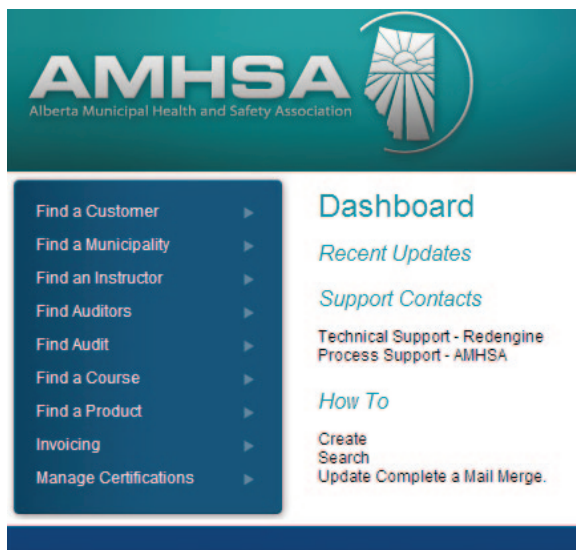 AMHSA
Alberta Municipal Health and Safety Association
Find a Customer
Find a Municipality
Find an Instructor
Find Auditors
Find Audit
Find a Course
Find a Product
Invoicing
Manage Certifications
Dashboard
Recent Updates
Support Contacts
Technical Support - Redengine
Process Support - AMHSA
How To
Create
Search
Update Complete a Mail Merge.